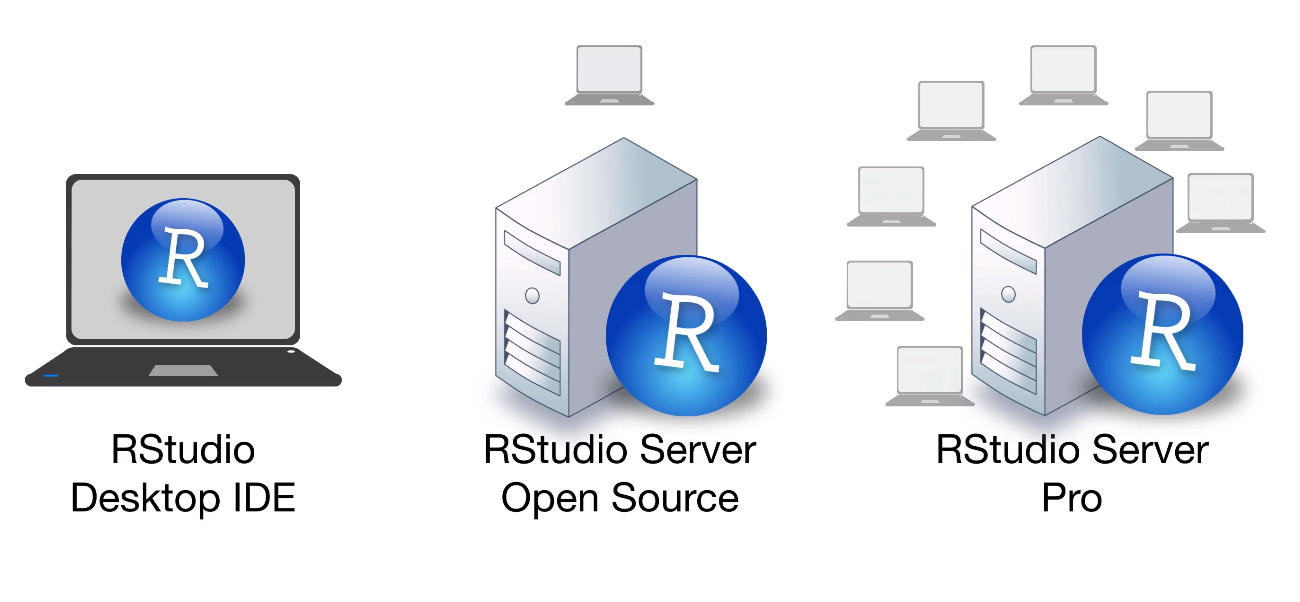 R
R
R
RStudio
Desktop IDE
RStudio Server
Open Source
RStudio Server
Pro